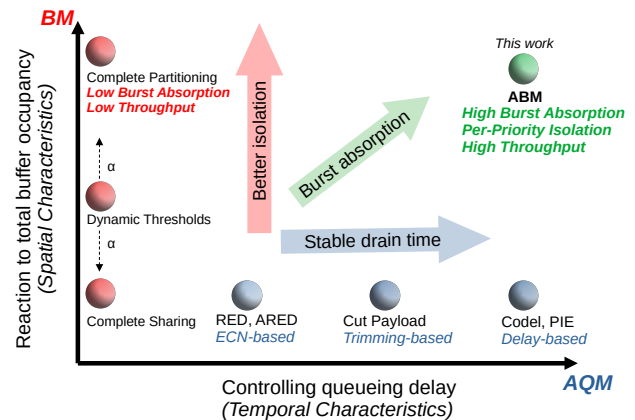 BM
This work
Complete Partitioning
Low Burst Absorption
Low Throughput
ABM
High Burst Absorption
Per-Priority Isolation
High Throughput
Better isolation
Burst absorption
α
Dynamic Thresholds
α
Stable drain time
Complete Sharing
RED, ARED
ECN-based
Cut Payload
Trimming-based
Codel, PIE
Delay-based
Reaction to total buffer occupancy
(Spatial Characteristics)
Controlling queueing delay
(Temporal Characteristics)
AQM